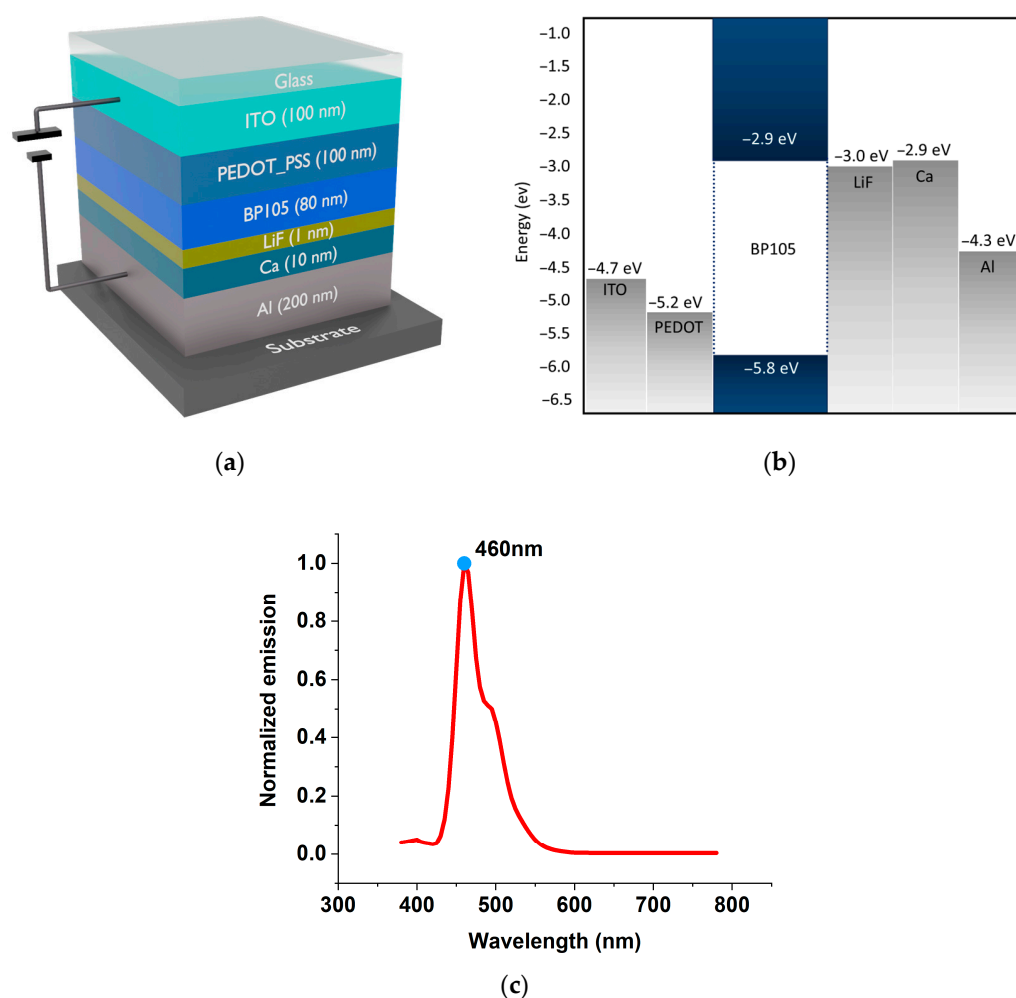 Glass
ITO (100 nm)
PEDOT_PSS (100 nm)
BP105 (80 nm)
LiF (1 nm)
Ca (10 nm)
Al (200 nm)
Substrate
(a)
Energy (ev)
−1.0
−1.5
−2.0
−2.5
−3.0
−3.5
−4.0
−4.5
−5.0
−5.5
−6.0
−6.5
−4.7 eV
ITO
−5.2 eV
PEDOT
−2.9 eV
BP105
−5.8 eV
−3.0 eV
LiF
−2.9 eV
Ca
−4.3 eV
Al
(b)
460nm
Normalized emission
1.0
0.8
0.6
0.4
0.2
0.0
300 400 500 600 700 800
Wavelength (nm)
(c)